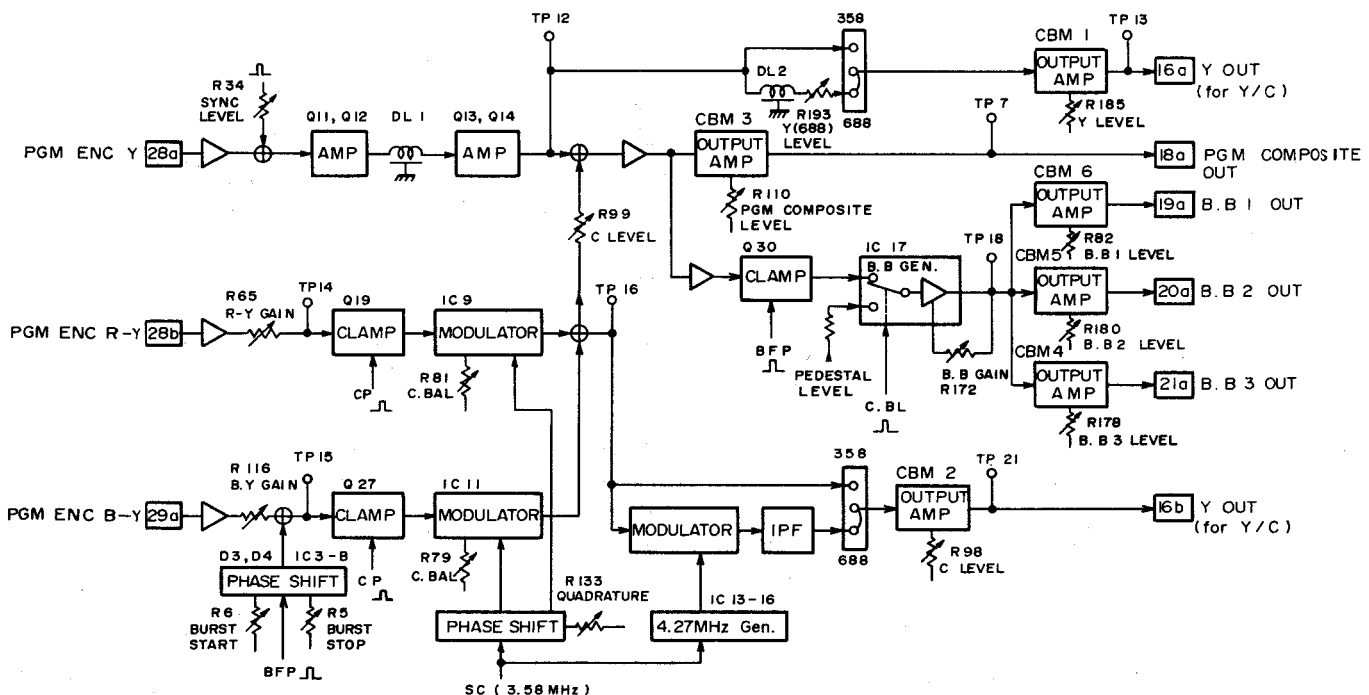 TP 12
358
TP 13
CBM 1
OUTPUT
AMP
16a
Y OUT
(for Y/C)
R185
Y LEVEL
DL 2
R193
Y(688)
LEVEL
688
R34
SYNC
LEVEL
Q11, Q12
DL 1
Q13, Q14
PGM ENC Y
28a
AMP
AMP
CBM 3
OUTPUT
AMP
TP 7
18a
PGM COMPOSITE
OUT
R110
PGM COMPOSITE
LEVEL
CBM 6
OUTPUT
AMP
19a
B.B 1 OUT
R82
B.B1 LEVEL
R99
C LEVEL
Q30
CLAMP
BFP
IC 17
B.B GEN.
TP 18
PEDESTAL
LEVEL
C.BL
B.B GAIN
R172
CBM5
OUTPUT
AMP
20a
B.B 2 OUT
R180
B.B2 LEVEL
CBM4
OUTPUT
AMP
21a
B.B 3 OUT
R178
B.B3 LEVEL
PGM ENC R-Y
28b
R65
R-Y GAIN
TP14
Q19
CLAMP
CP
IC 9
MODULATOR
R81
C.BAL
TP 16
PGM ENC B-Y
29a
R116
B.Y GAIN
TP15
Q27
CLAMP
CP
IC 11
MODULATOR
R79
C.BAL
D3, D4
IC3-B
PHASE SHIFT
R6
BURST
START
R5
BURST
STOP
BFP
R133
QUADRATURE
PHASE SHIFT
SC (3.58MHz)
MODULATOR
IPF
IC 13-16
4.27MHz Gen.
358
688
CBM 2
OUTPUT
AMP
R98
C LEVEL
TP 21
16b
Y OUT
(for Y/C)